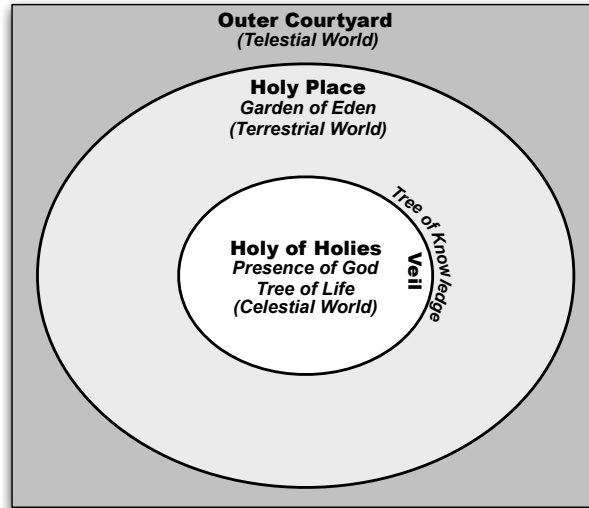 Outer Courtyard
(Telestial World)
Holy Place
Garden of Eden
(Terrestrial World)
Tree of Knowledge
Veil
Holy of Holies
Presence of God
Tree of Life
(Celestial World)